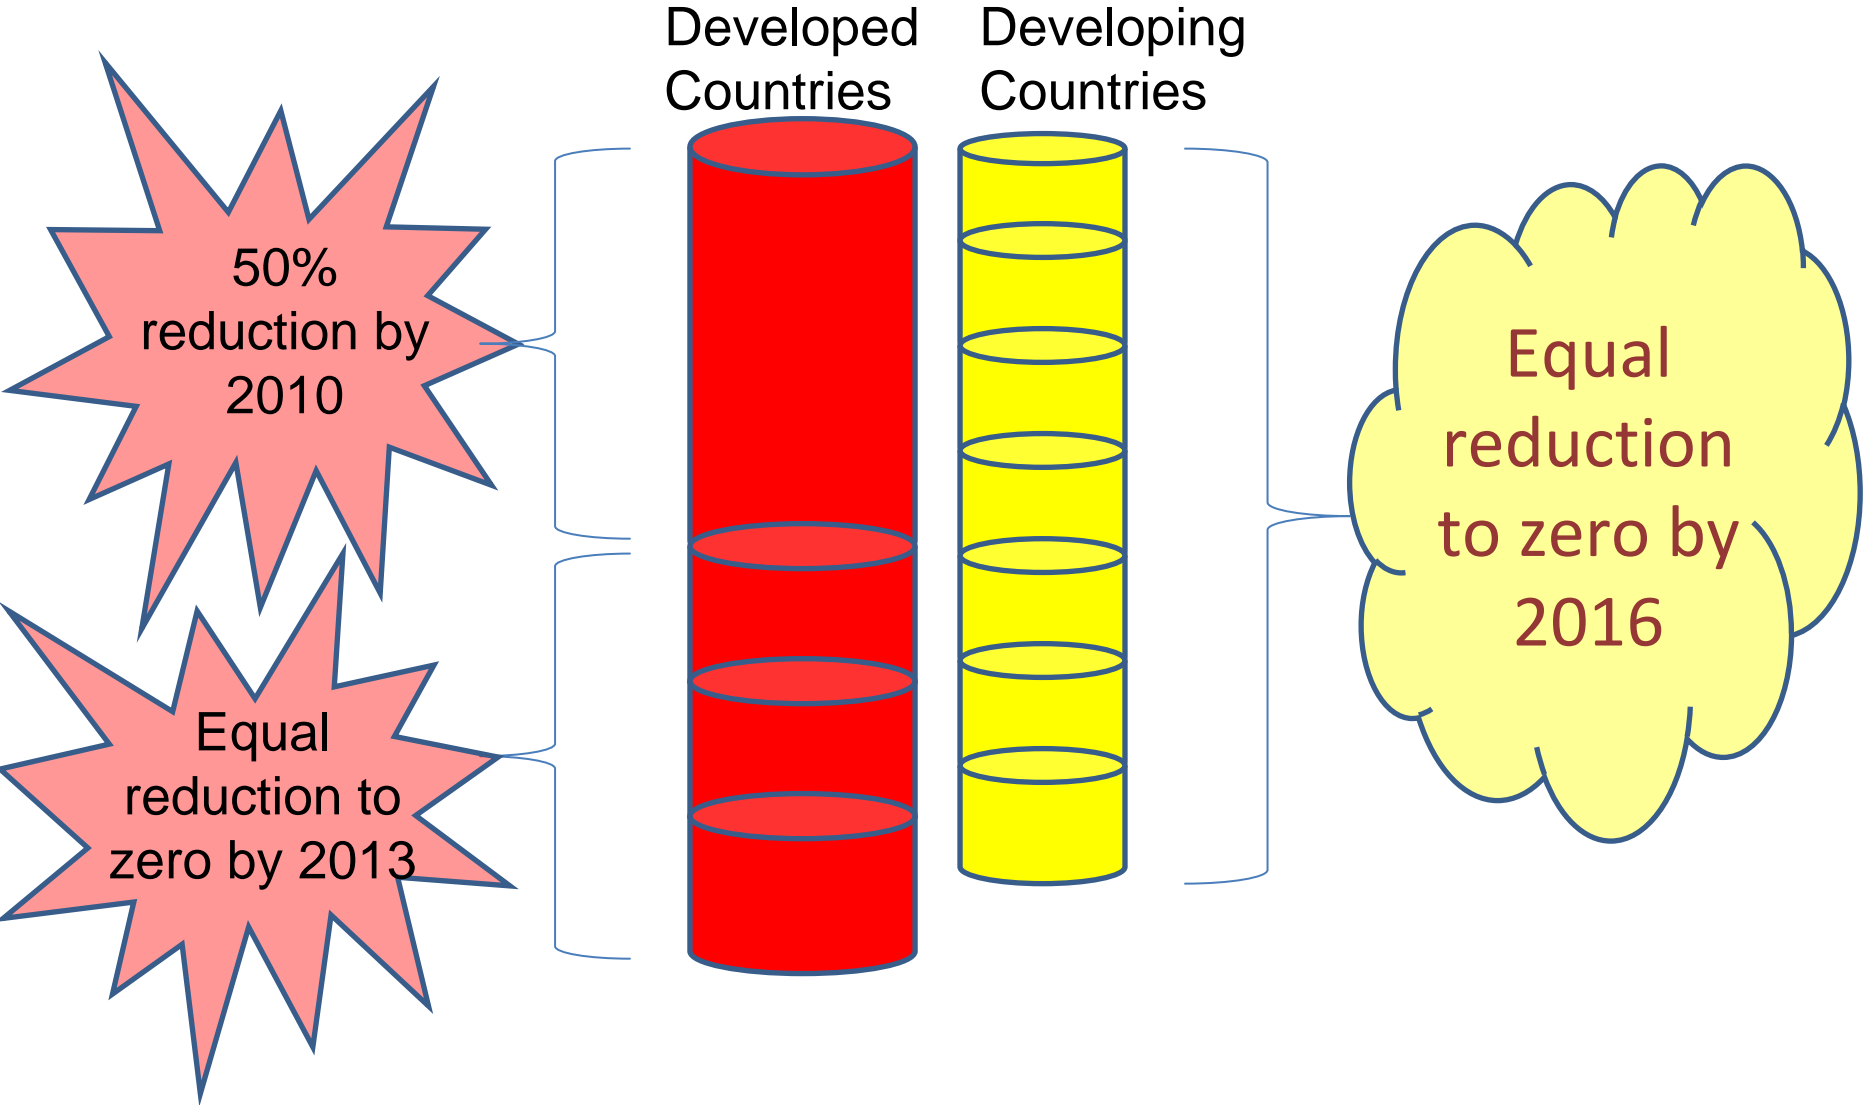 Developed
Countries
Developing
Countries
50%
reduction by
2010
Equal
reduction to
zero by 2013
Equal
reduction
to zero by
2016